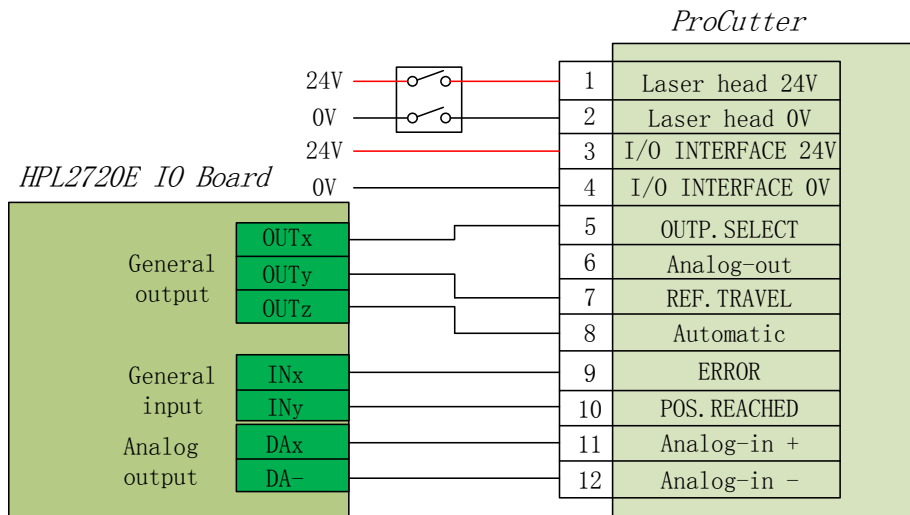 ProCutter
24V 1 Laser head 24V
0V 2 Laser head 0V
24V 3 I/O INTERFACE 24V
HPL2720E IO Board
0V 4 I/O INTERFACE 0V
OUTx 5 OUTP.SELECT
General
output
OUTy 6 Analog-out
OUTz 7 REF.TRAVEL
8 Automatic
General
input
INx 9 ERROR
INy 10 POS.REACHED
Analog
output
DAx 11 Analog-in +
DA- 12 Analog-in -